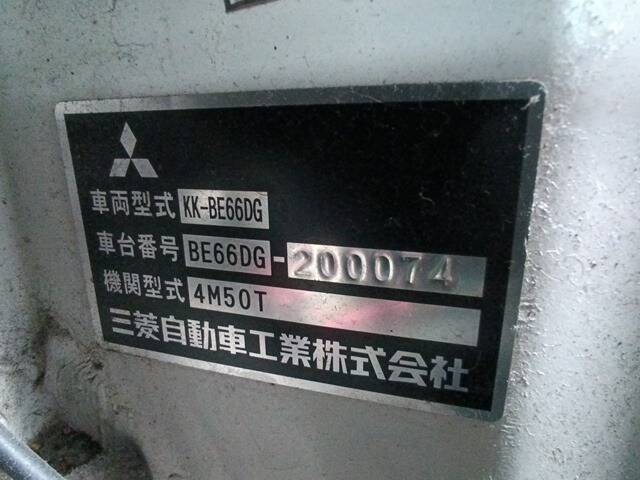 車両型式 KK-BE66DG
車台番号 BE66DG-200074
機関型式 4M50T
三菱自動車工業株式会社